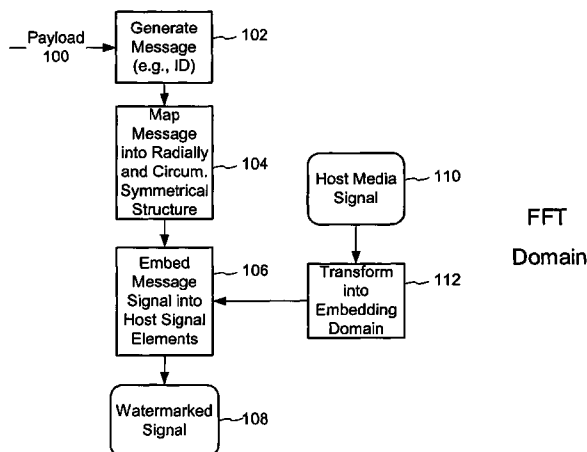 Payload
100
Generate
Message
(e.g., ID)
102
Map
Message
into Radially
and Circum.
Symmetrical
Structure
104
Host Media
Signal
110
FFT
Domain
Embed
Message
Signal into
Host Signal
Elements
106
Transform
into
Embedding
Domain
112
Watermarked
Signal
108